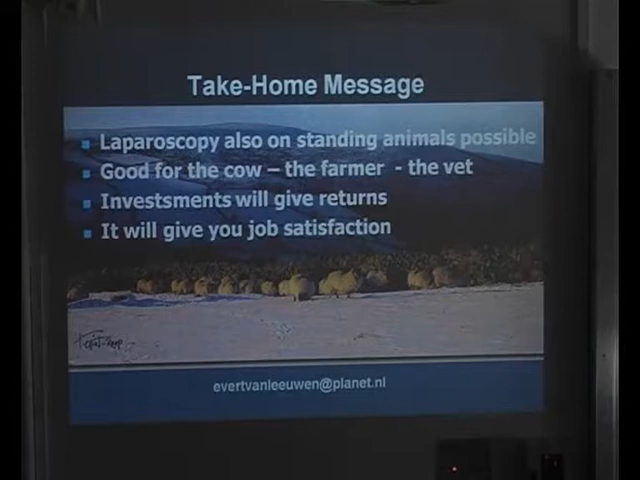 Take-Home Message
Laparoscopy also on standing animals possible
Good for the cow – the farmer - the vet
Investsments will give returns
It will give you job satisfaction
evertvanleeuwen@planet.nl